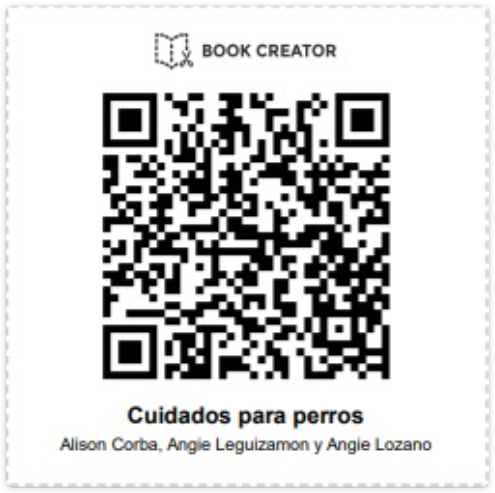 BOOK CREATOR
Cuidados para perros
Alison Corba, Angie Leguizamon y Angie Lozano